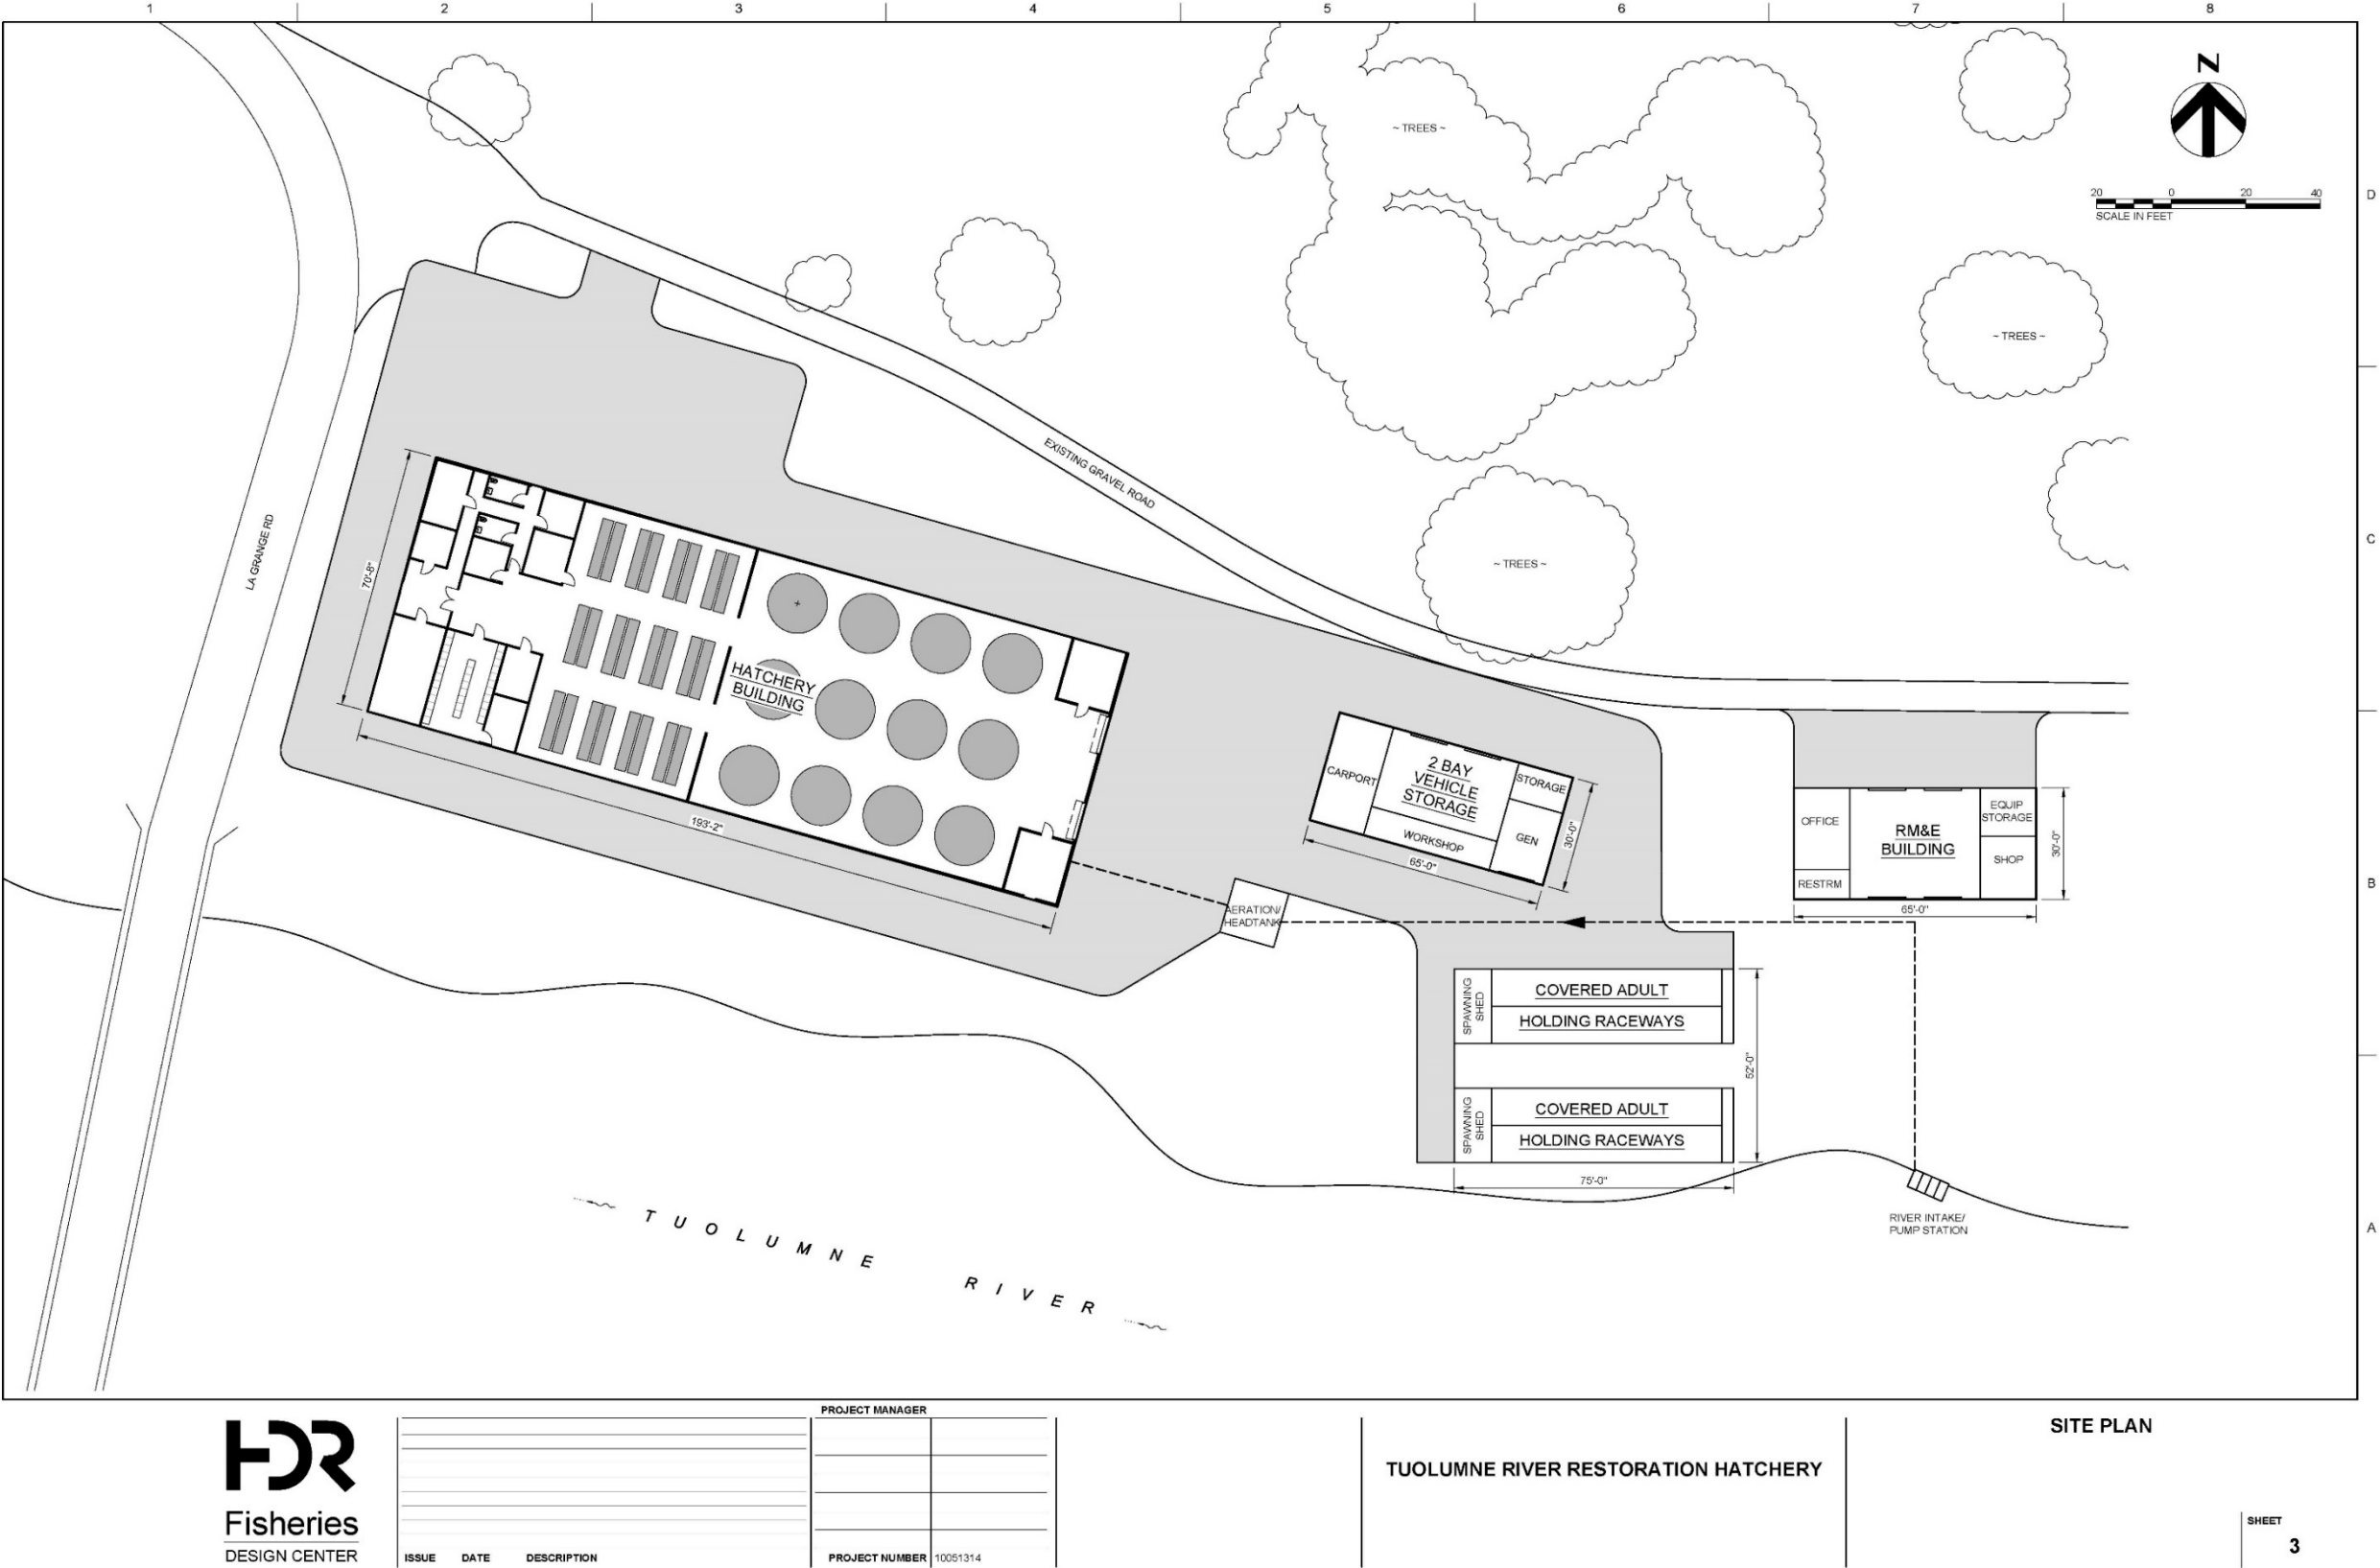 1 2 3 4 5 6 7 8
N
~ TREES ~
20 0 20 40
SCALE IN FEET
D
~ TREES ~
EXISTING GRAVEL ROAD
LA GRANGE RD
C
~ TREES ~
70'-8"
HATCHERY
BUILDING
193'-2"
CARPORT
2 BAY
VEHICLE
STORAGE
STORAGE
WORKSHOP
GEN
30'-0"
65'-0"
OFFICE
RESTRM
RM&E
BUILDING
EQUIP
STORAGE
SHOP
30'-0"
65'-0"
B
AERATION/
HEADTANK
SPAWNING
SHED
COVERED ADULT
HOLDING RACEWAYS
52'-0"
SPAWNING
SHED
COVERED ADULT
HOLDING RACEWAYS
75'-0"
RIVER INTAKE/
PUMP STATION
A
TUOLUMNE RIVER
HDR
Fisheries
DESIGN CENTER
ISSUE DATE DESCRIPTION
PROJECT MANAGER
PROJECT NUMBER 10051314
TUOLUMNE RIVER RESTORATION HATCHERY
SITE PLAN
SHEET
3